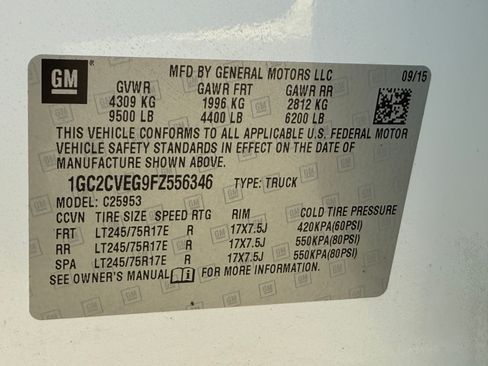 GM
MFD BY GENERAL MOTORS LLC 09/15
GVWR GAWR FRT GAWR RR
4309 KG 1996 KG 2812 KG
9500 LB 4400 LB 6200 LB
THIS VEHICLE CONFORMS TO ALL APPLICABLE U.S. FEDERAL MOTOR
VEHICLE SAFETY STANDARDS IN EFFECT ON THE DATE OF
MANUFACTURE SHOWN ABOVE.
1GC2CVEG9FZ556346 TYPE: TRUCK
MODEL: C25953
CCVN TIRE SIZE SPEED RTG RIM COLD TIRE PRESSURE
FRT LT245/75R17E R 17X7.5J 420KPA(60PSI)
RR LT245/75R17E R 17X7.5J 550KPA(80PSI)
SPA LT245/75R17E R 17X7.5J 550KPA(80PSI)
SEE OWNER'S MANUAL FOR MORE INFORMATION.